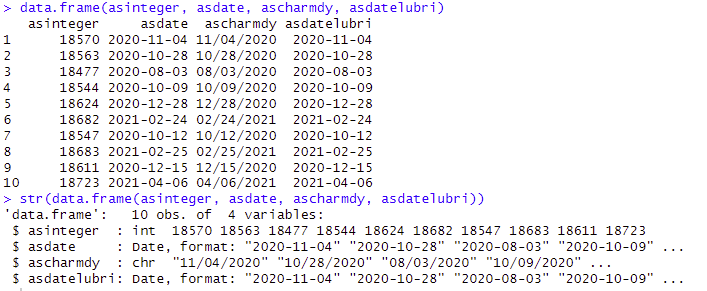 > data.frame(asinteger, asdate, ascharmdy, asdatelubri)
   asinteger     asdate  ascharmdy asdatelubri
1      18570 2020-11-04 11/04/2020  2020-11-04
2      18563 2020-10-28 10/28/2020  2020-10-28
3      18477 2020-08-03 08/03/2020  2020-08-03
4      18544 2020-10-09 10/09/2020  2020-10-09
5      18624 2020-12-28 12/28/2020  2020-12-28
6      18682 2021-02-24 02/24/2021  2021-02-24
7      18547 2020-10-12 10/12/2020  2020-10-12
8      18683 2021-02-25 02/25/2021  2021-02-25
9      18611 2020-12-15 12/15/2020  2020-12-15
10     18723 2021-04-06 04/06/2021  2021-04-06
> str(data.frame(asinteger, asdate, ascharmdy, asdatelubri))
'data.frame':	10 obs. of  4 variables:
 $ asinteger  : int  18570 18563 18477 18544 18624 18682 18547 18683 18611 18723
 $ asdate     : Date, format: "2020-11-04" "2020-10-28" "2020-08-03" "2020-10-09" ...
 $ ascharmdy  : chr  "11/04/2020" "10/28/2020" "08/03/2020" "10/09/2020" ...
 $ asdatelubri: Date, format: "2020-11-04" "2020-10-28" "2020-08-03" "2020-10-09" ...